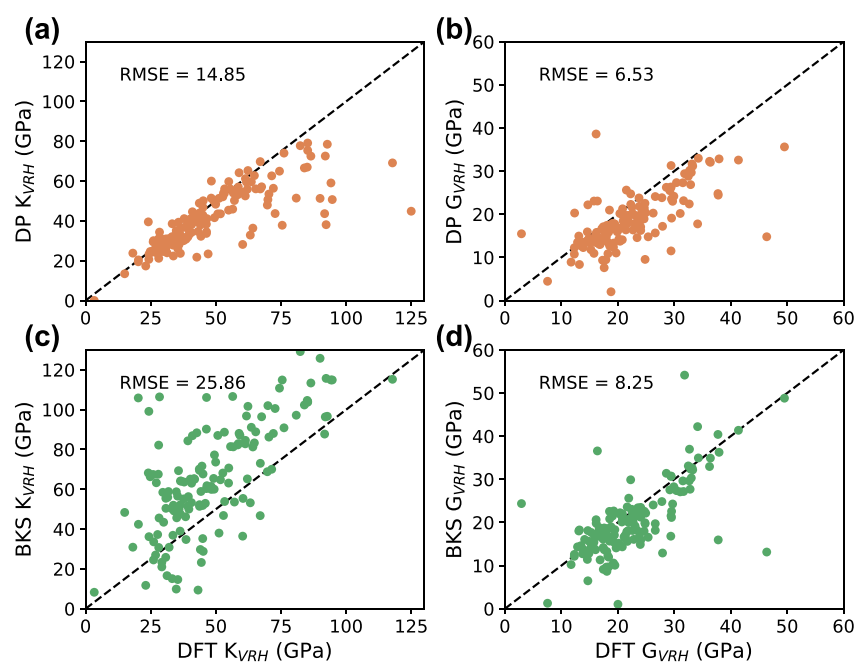 (a)
RMSE = 14.85
DP K_VRH (GPa)
120
100
80
60
40
20
0
0 25 50 75 100 125
(b)
RMSE = 6.53
DP G_VRH (GPa)
60
50
40
30
20
10
0
0 10 20 30 40 50 60
(c)
RMSE = 25.86
BKS K_VRH (GPa)
120
100
80
60
40
20
0
0 25 50 75 100 125
DFT K_VRH (GPa)
(d)
RMSE = 8.25
BKS G_VRH (GPa)
60
50
40
30
20
10
0
0 10 20 30 40 50 60
DFT G_VRH (GPa)